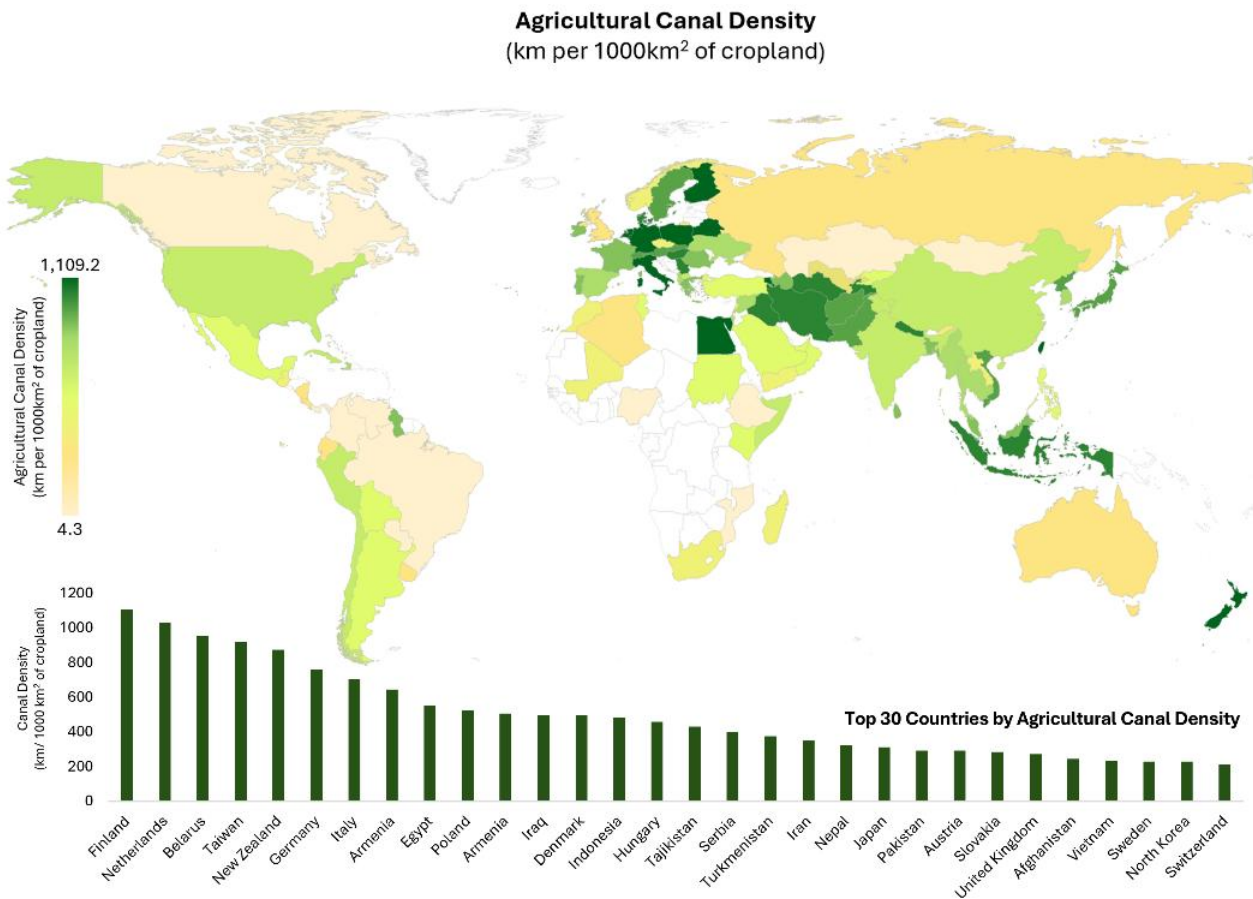 Agricultural Canal Density
(km per 1000km² of cropland)
1,109.2
Agricultural Canal Density
(km per 1000km² of cropland)
4.3
1200
1000
800
600
400
200
0
Canal Density
(km/ 1000 km² of cropland)
Top 30 Countries by Agricultural Canal Density
Finland
Netherlands
Belarus
Taiwan
New Zealand
Germany
Italy
Armenia
Egypt
Poland
Armenia
Iraq
Denmark
Indonesia
Hungary
Tajikistan
Serbia
Turkmenistan
Iran
Nepal
Japan
Pakistan
Austria
Slovakia
United Kingdom
Afghanistan
Vietnam
Sweden
North Korea
Switzerland